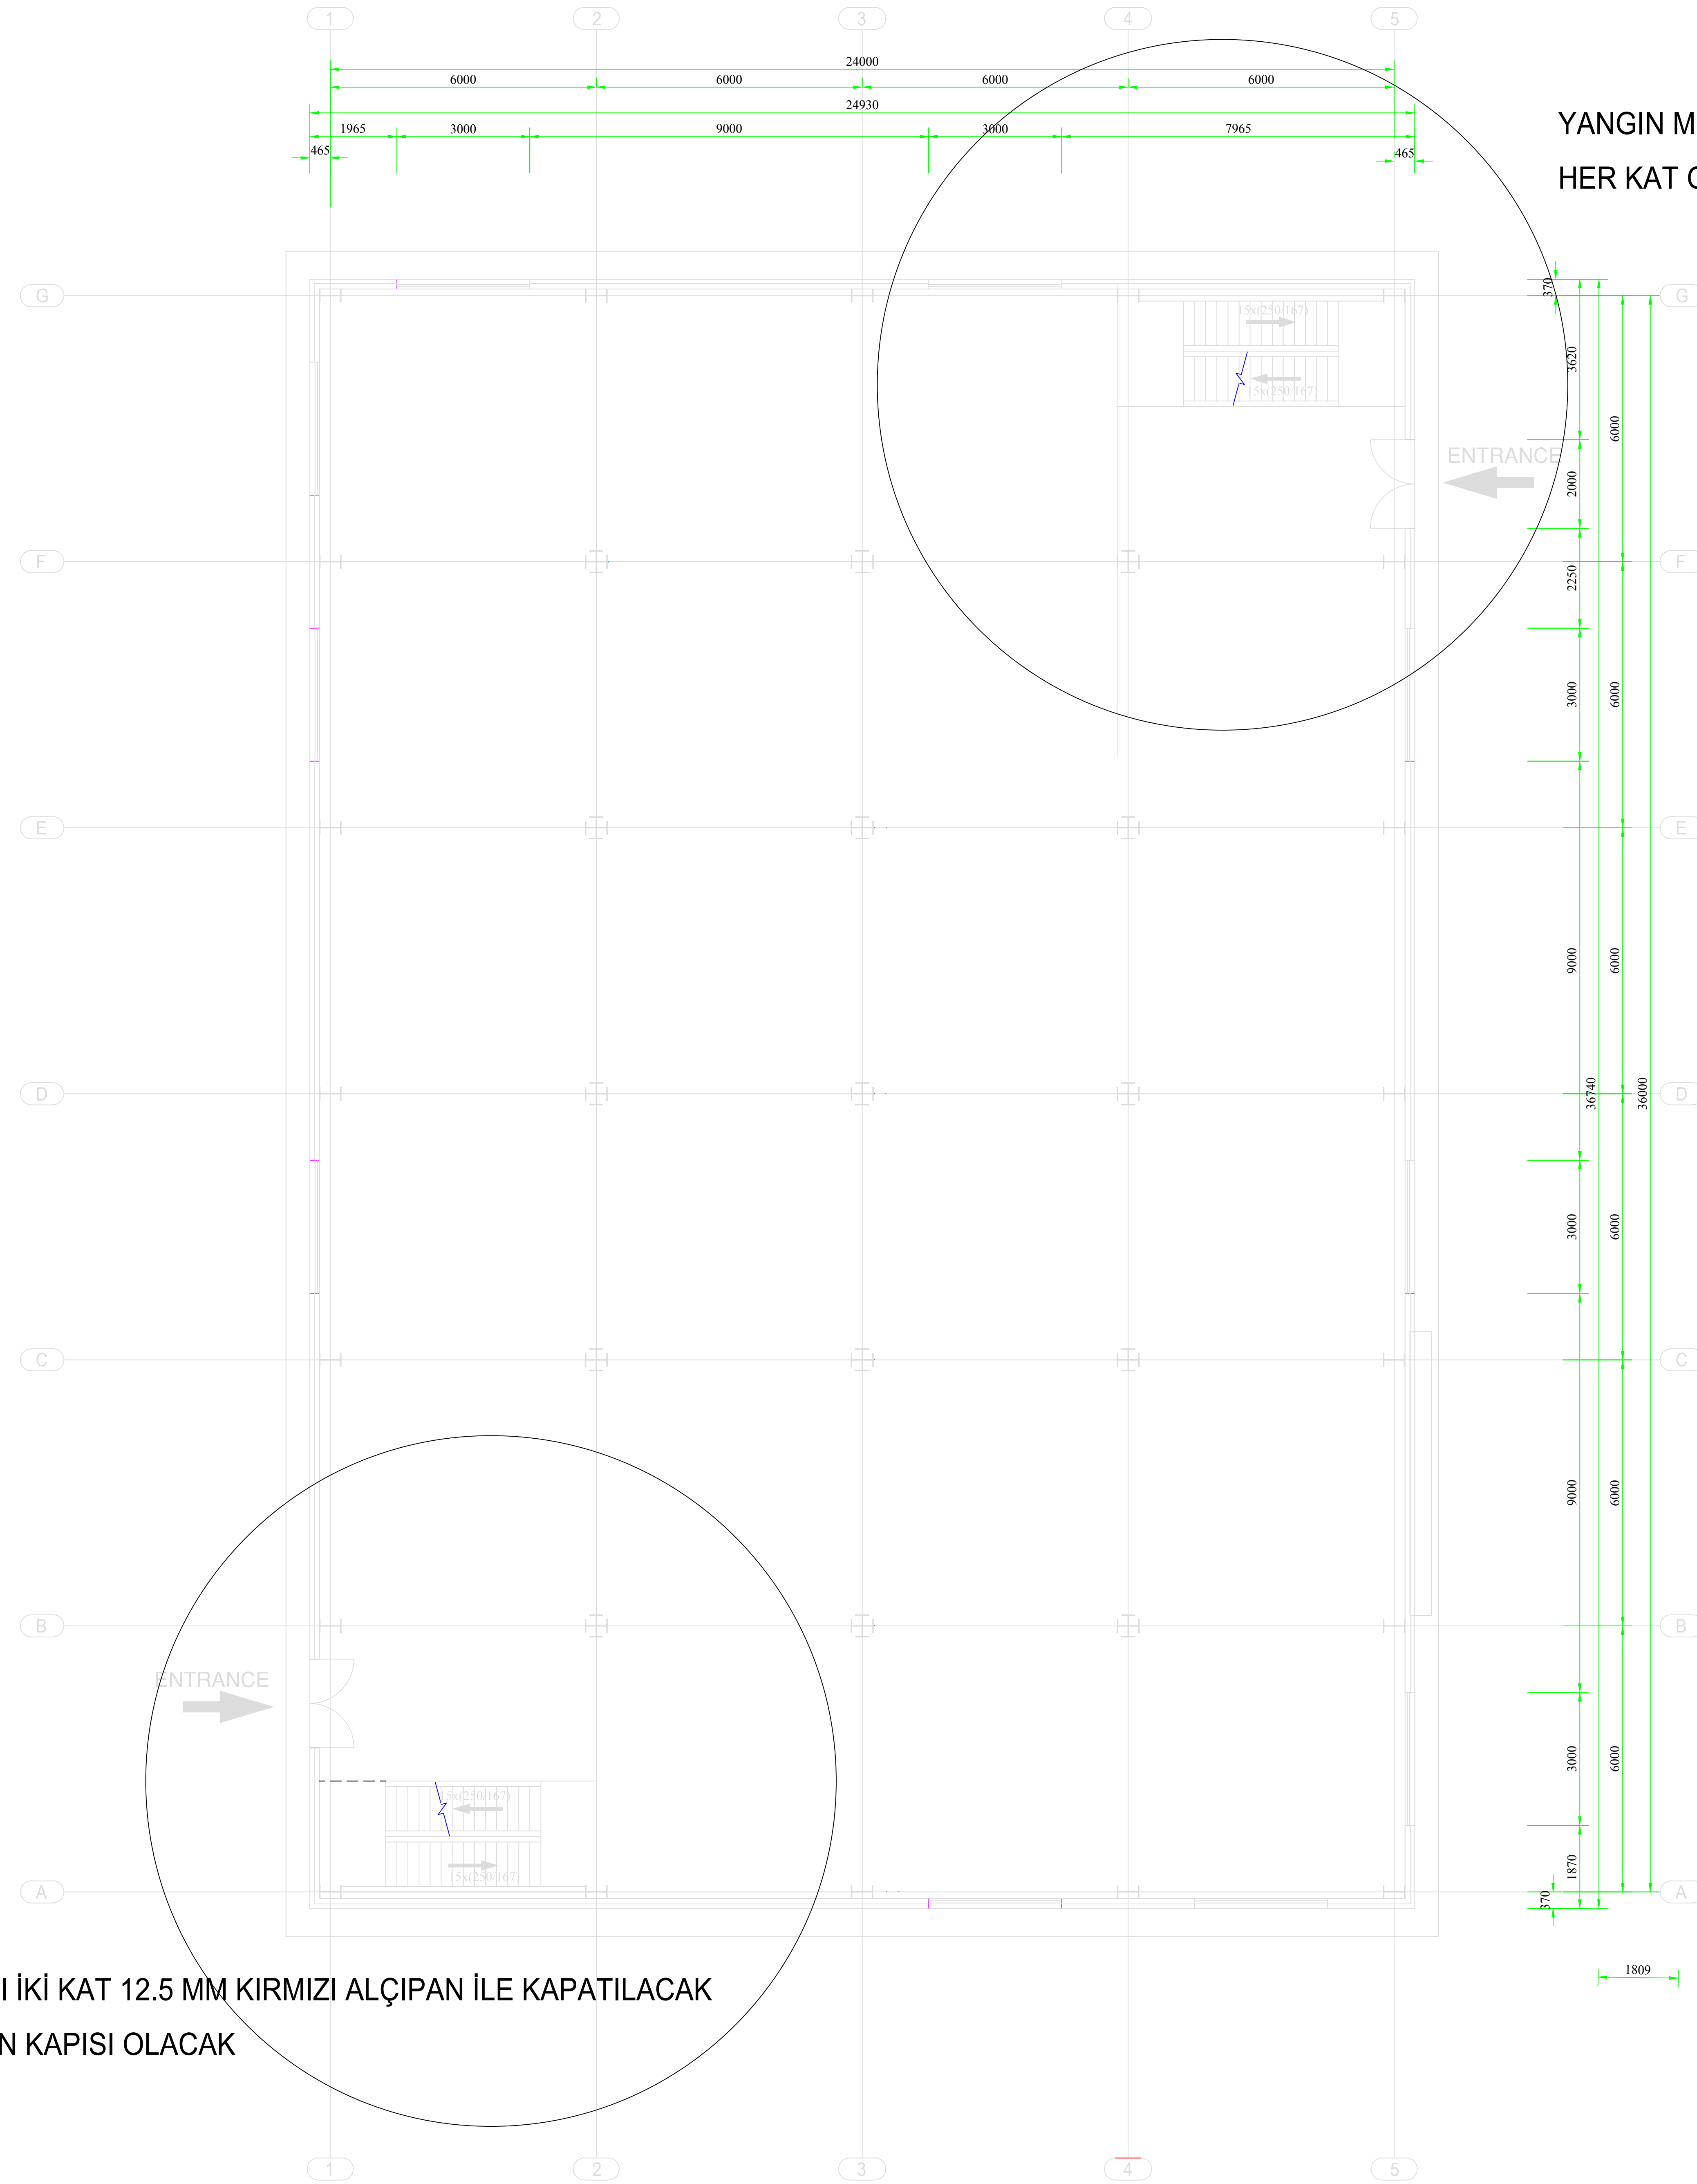 1 2 3 4 5
24000
6000 6000 6000 6000
24930
1965 3000 9000 3000 7965
465 465
YANGIN M
HER KAT
G G
370
3620
15x(250/167)
15x(250/167)
6000
ENTRANCE
2000
F F
2250
3000
6000
E E
9000
6000
D D
36740
36000
3000
6000
C C
9000
6000
B B
ENTRANCE
3000
6000
15x(250/167)
15x(250/167)
1870
A A
370
1809
I İKİ KAT 12.5 MM KIRMIZI ALÇIPAN İLE KAPATILACAK
N KAPISI OLACAK
1 2 3 4 5